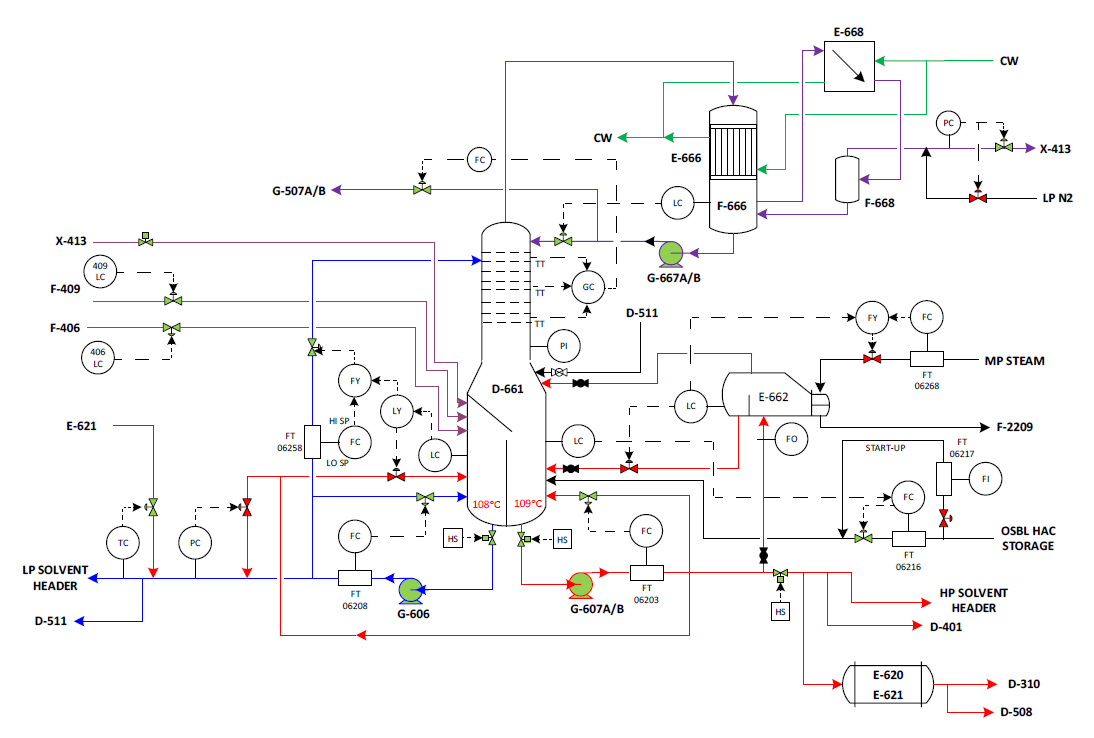 E-668
CW
PC
X-413
LP N2
F-668
E-666
F-666
CW
LC
FC
G-507A/B
G-667A/B
X-413
409
LC
F-409
F-406
406
LC
TT
TT
TT
GC
D-511
PI
D-661
FY
FC
MP STEAM
FT
06268
E-662
LC
F-2209
FO
FY
LY
HI SP
FT
06258
FC
LO SP
LC
LC
E-621
START-UP
FT
06217
FI
FC
108°C
109°C
TC
PC
FC
HS
HS
FC
OSBL HAC
STORAGE
FT
06216
LP SOLVENT
HEADER
FT
06208
G-606
D-511
G-607A/B
FT
06203
HS
HP SOLVENT
HEADER
D-401
E-620
E-621
D-310
D-508